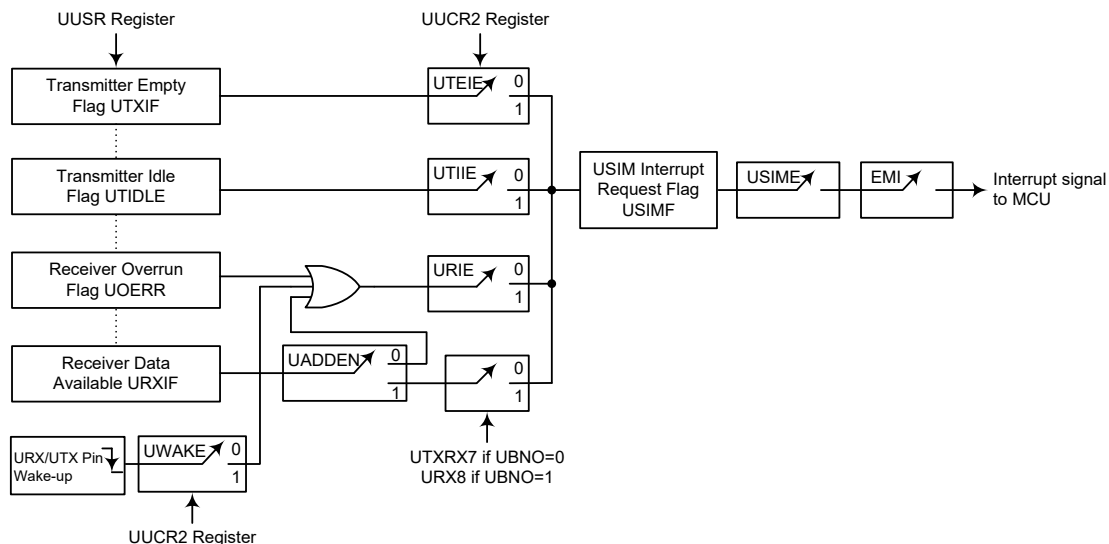 UUSR Register
UUCR2 Register
Transmitter Empty
Flag UTXIF
UTEIE
0
1
Transmitter Idle
Flag UTIDLE
UTIIE
0
1
USIM Interrupt
Request Flag
USIMF
USIME
EMI
Interrupt signal
to MCU
Receiver Overrun
Flag UOERR
URIE
0
1
Receiver Data
Available URXIF
UADDEN
0
1
0
1
URX/UTX Pin
Wake-up
UWAKE
0
1
UTXRX7 if UBNO=0
URX8 if UBNO=1
UUCR2 Register